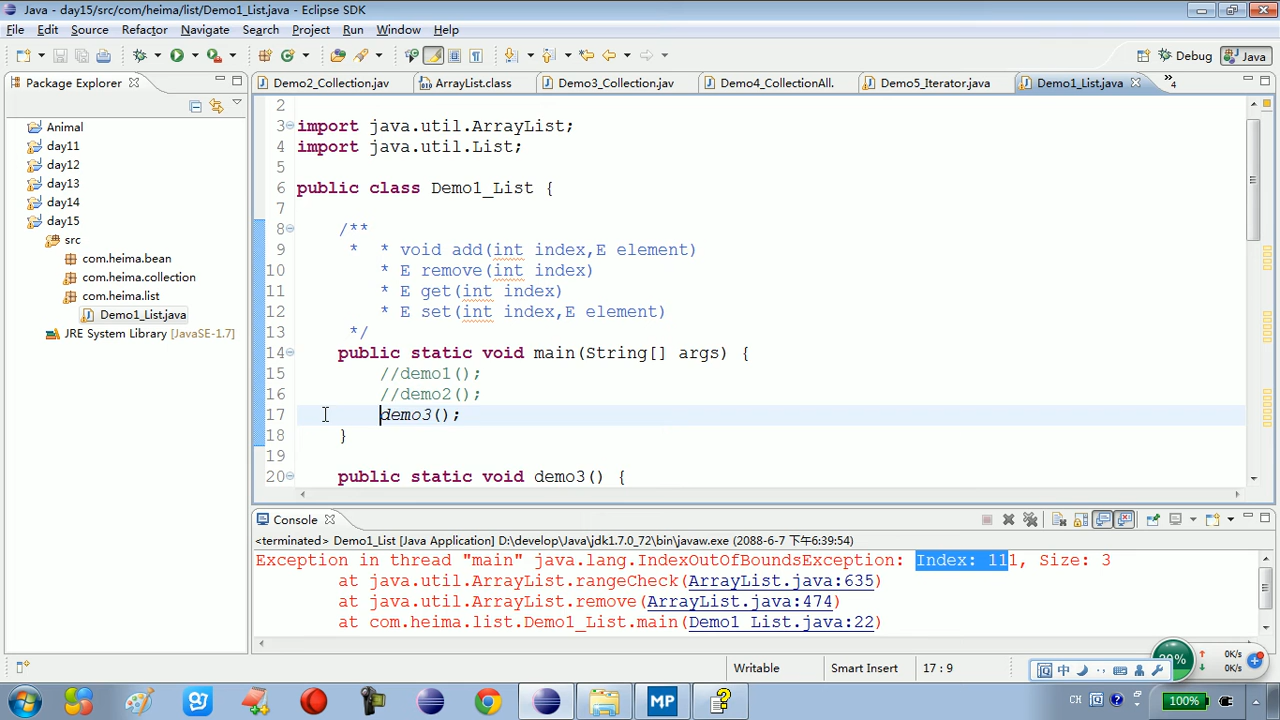 Java - day15/src/com/heima/list/Demo1_List.java - Eclipse SDK
File Edit Source Refactor Navigate Search Project Run Window Help
Debug Java
Package Explorer
Demo2_Collection.jav ArrayList.class Demo3_Collection.jav Demo4_CollectionAll. Demo5_Iterator.java Demo1_List.java »4
Animal
day11
day12
day13
day14
day15
src
com.heima.bean
com.heima.collection
com.heima.list
Demo1_List.java
JRE System Library [JavaSE-1.7]
2
3 import java.util.ArrayList;
4 import java.util.List;
5
6 public class Demo1_List {
7
8 /**
9 * * void add(int index,E element)
10 * E remove(int index)
11 * E get(int index)
12 * E set(int index,E element)
13 */
14 public static void main(String[] args) {
15 //demo1();
16 //demo2();
17 demo3();
18 }
19
20 public static void demo3() {
Console
<terminated> Demo1_List [Java Application] D:\develop\Java\jdk1.7.0_72\bin\javaw.exe (2088-6-7 下午6:39:54)
Exception in thread "main" java.lang.IndexOutOfBoundsException: Index: 111, Size: 3
at java.util.ArrayList.rangeCheck(ArrayList.java:635)
at java.util.ArrayList.remove(ArrayList.java:474)
at com.heima.list.Demo1_List.main(Demo1_List.java:22)
Writable Smart Insert 17 : 9
0K/s
0K/s
中
MP
CH
100%